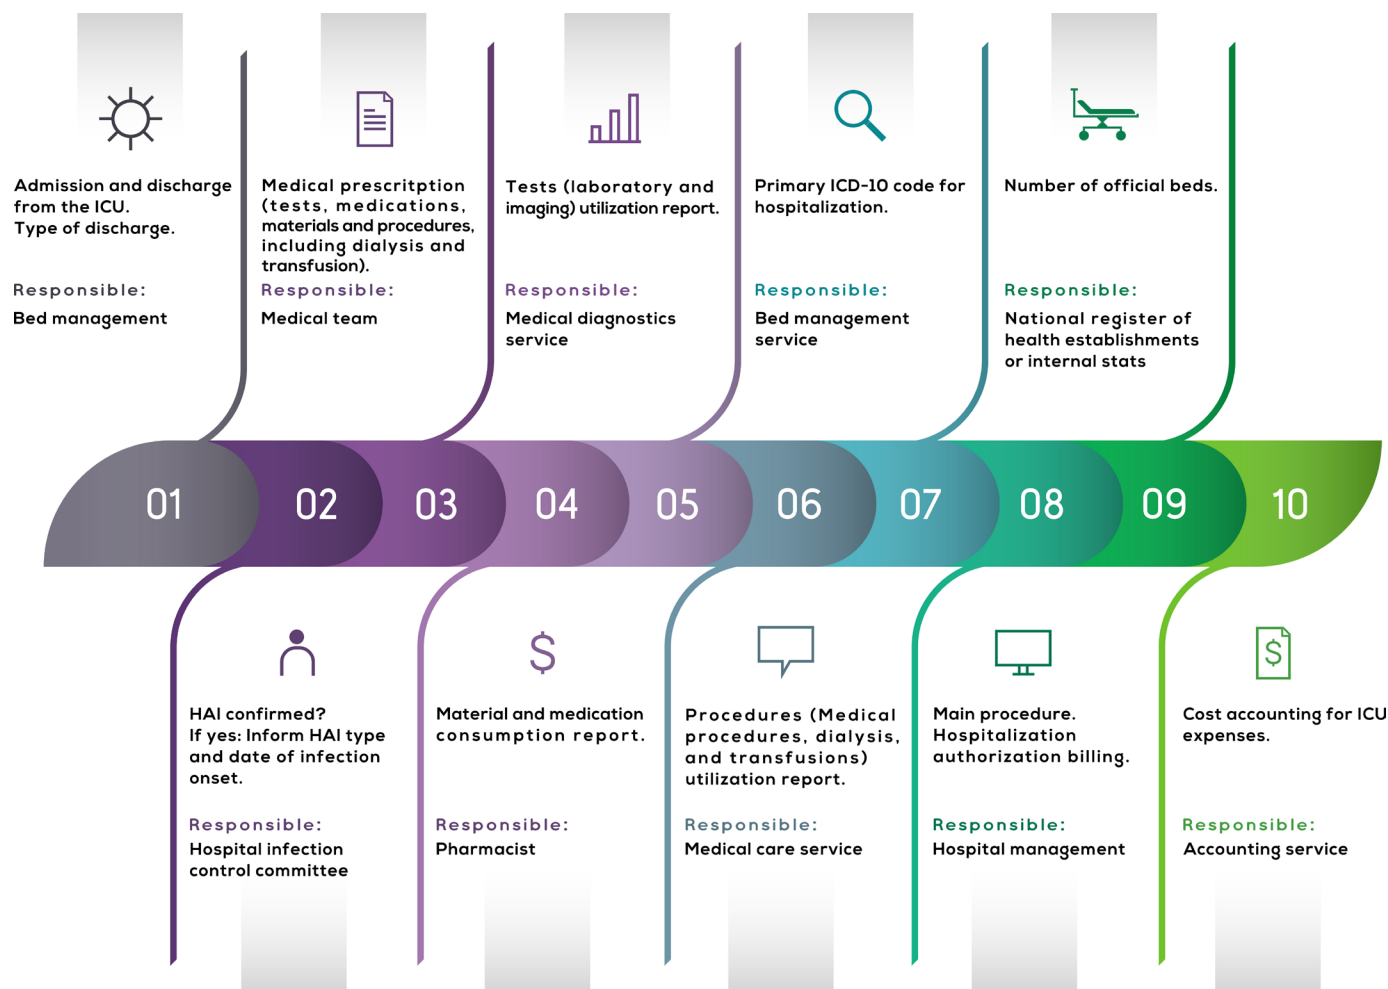 Admission and discharge
from the ICU.
Type of discharge.
Responsible:
Bed management
Medical prescritption
(tests, medications,
materials and procedures,
including dialysis and
transfusion).
Responsible:
Medical team
Tests (laboratory and
imaging) utilization report.
Responsible:
Medical diagnostics
service
Primary ICD-10 code for
hospitalization.
Responsible:
Bed management
service
Number of official beds.
Responsible:
National register of
health establishments
or internal stats
01 02 03 04 05 06 07 08 09 10
HAI confirmed?
If yes: Inform HAI type
and date of infection
onset.
Responsible:
Hospital infection
control committee
$
Material and medication
consumption report.
Responsible:
Pharmacist
Procedures (Medical
procedures, dialysis,
and transfusions)
utilization report.
Responsible:
Medical care service
Main procedure.
Hospitalization
authorization billing.
Responsible:
Hospital management
$
Cost accounting for ICU
expenses.
Responsible:
Accounting service